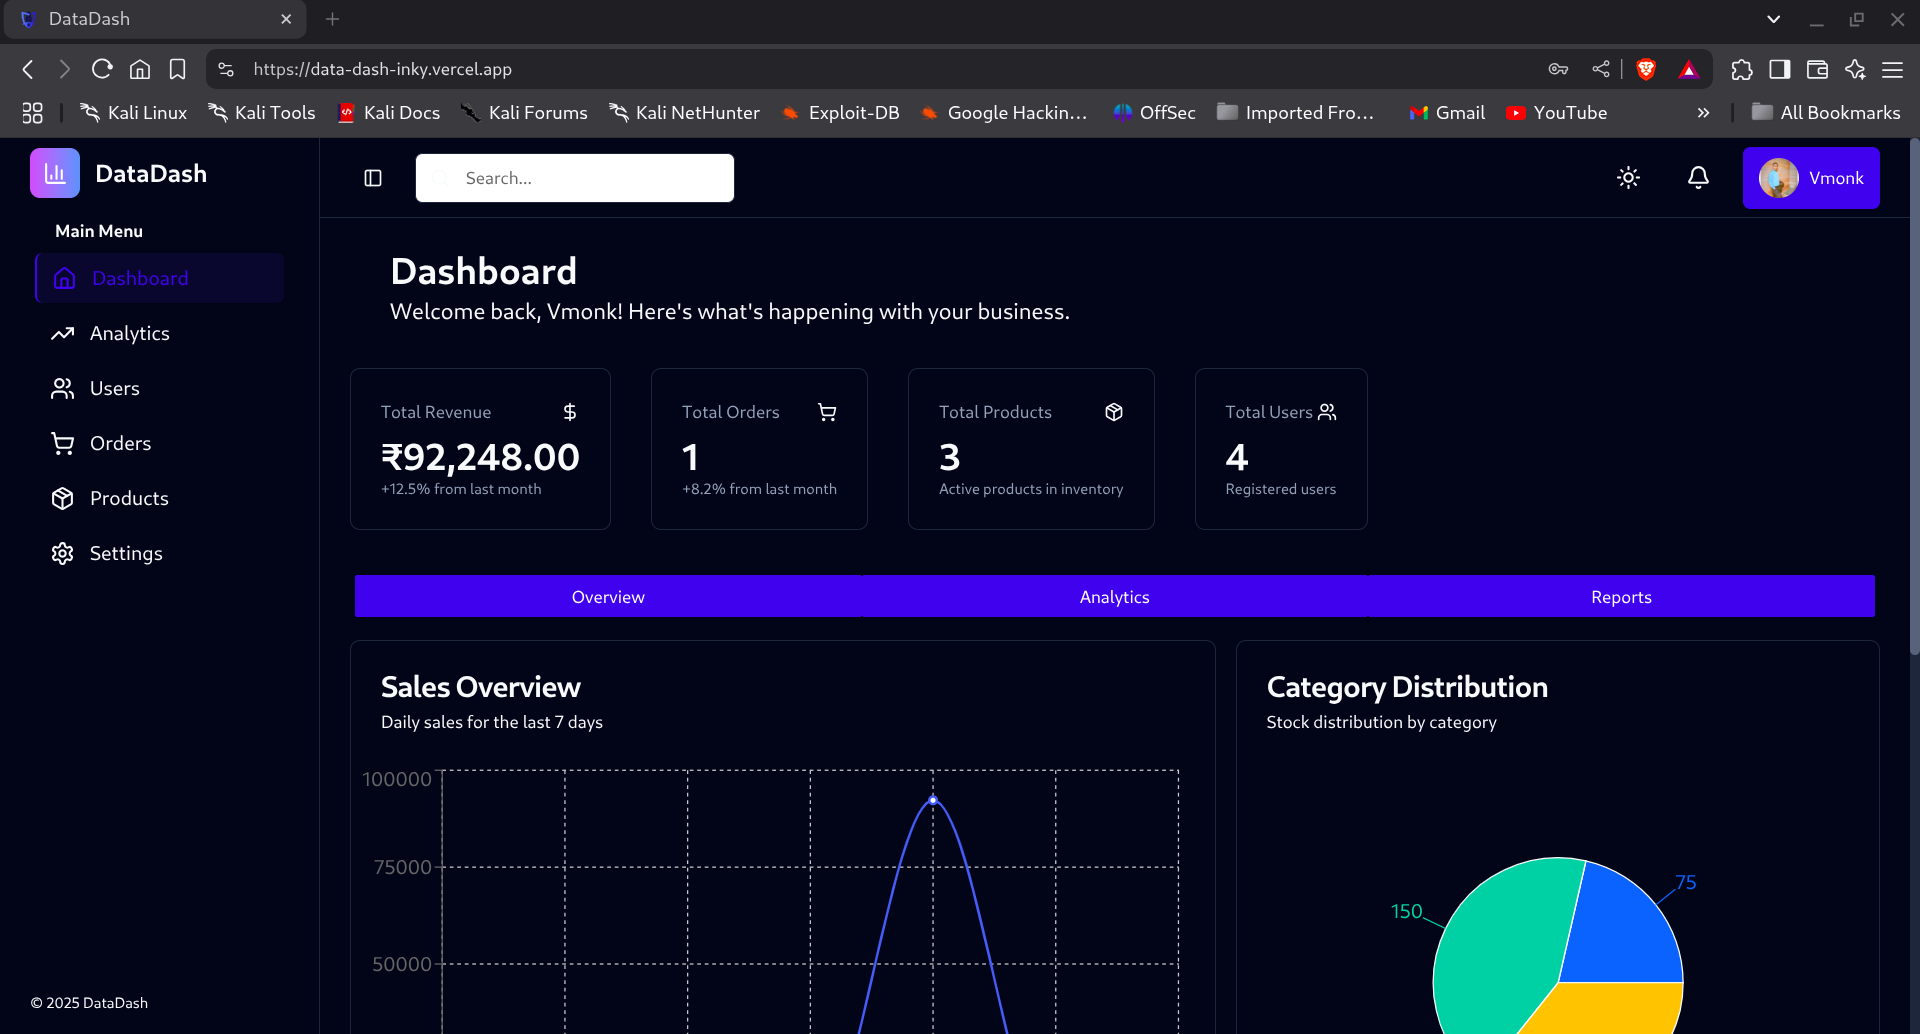 DataDash
https://data-dash-inky.vercel.app
Kali Linux
Kali Tools
Kali Docs
Kali Forums
Kali NetHunter
Exploit-DB
Google Hackin...
OffSec
Imported Fro...
Gmail
YouTube
All Bookmarks
DataDash
Main Menu
Dashboard
Analytics
Users
Orders
Products
Settings
© 2025 DataDash
Search...
Vmonk
Dashboard
Welcome back, Vmonk! Here's what's happening with your business.
Total Revenue
₹92,248.00
+12.5% from last month
Total Orders
1
+8.2% from last month
Total Products
3
Active products in inventory
Total Users
4
Registered users
Overview
Analytics
Reports
Sales Overview
Daily sales for the last 7 days
100000
75000
50000
Category Distribution
Stock distribution by category
75
150